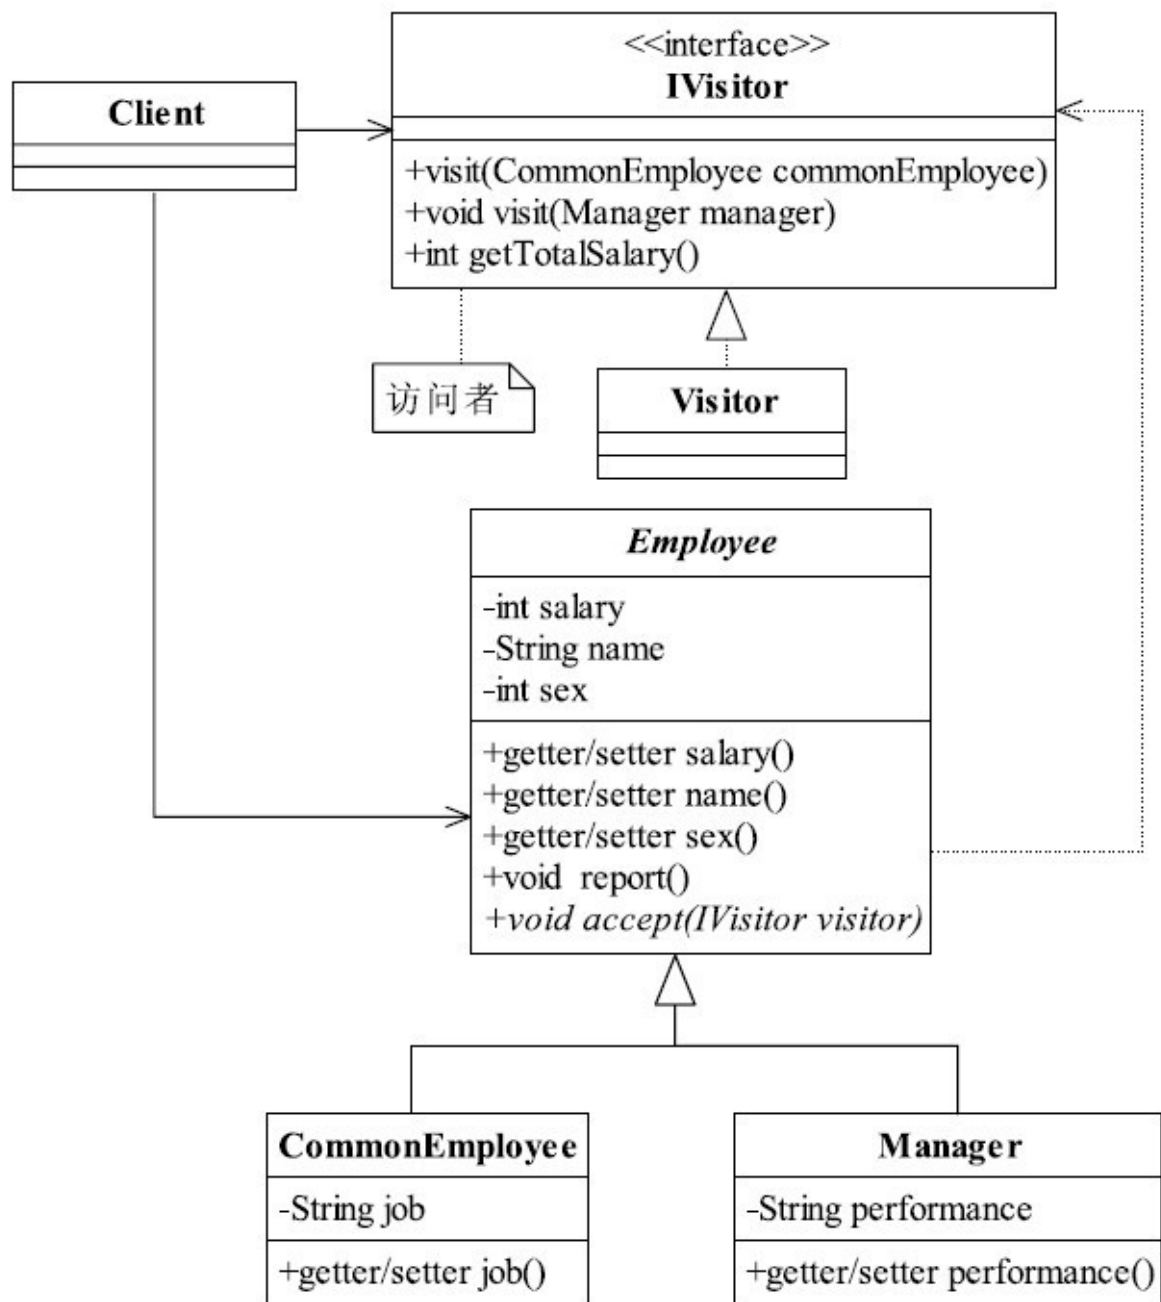 <<interface>>
IVisitor
Client
+visit(CommonEmployee commonEmployee)
+void visit(Manager manager)
+int getTotalSalary()
访问者
Visitor
Employee
-int salary
-String name
-int sex
+getter/setter salary()
+getter/setter name()
+getter/setter sex()
+void report()
+void accept(IVisitor visitor)
CommonEmployee
-String job
+getter/setter job()
Manager
-String performance
+getter/setter performance()